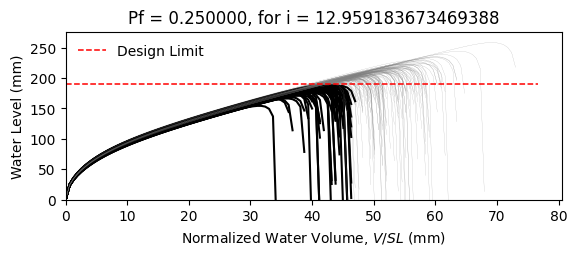 Pf = 0.250000, for i = 12.959183673469388
Design Limit
Water Level (mm)
250
200
150
100
50
0
0 10 20 30 40 50 60 70 80
Normalized Water Volume, V/SL (mm)